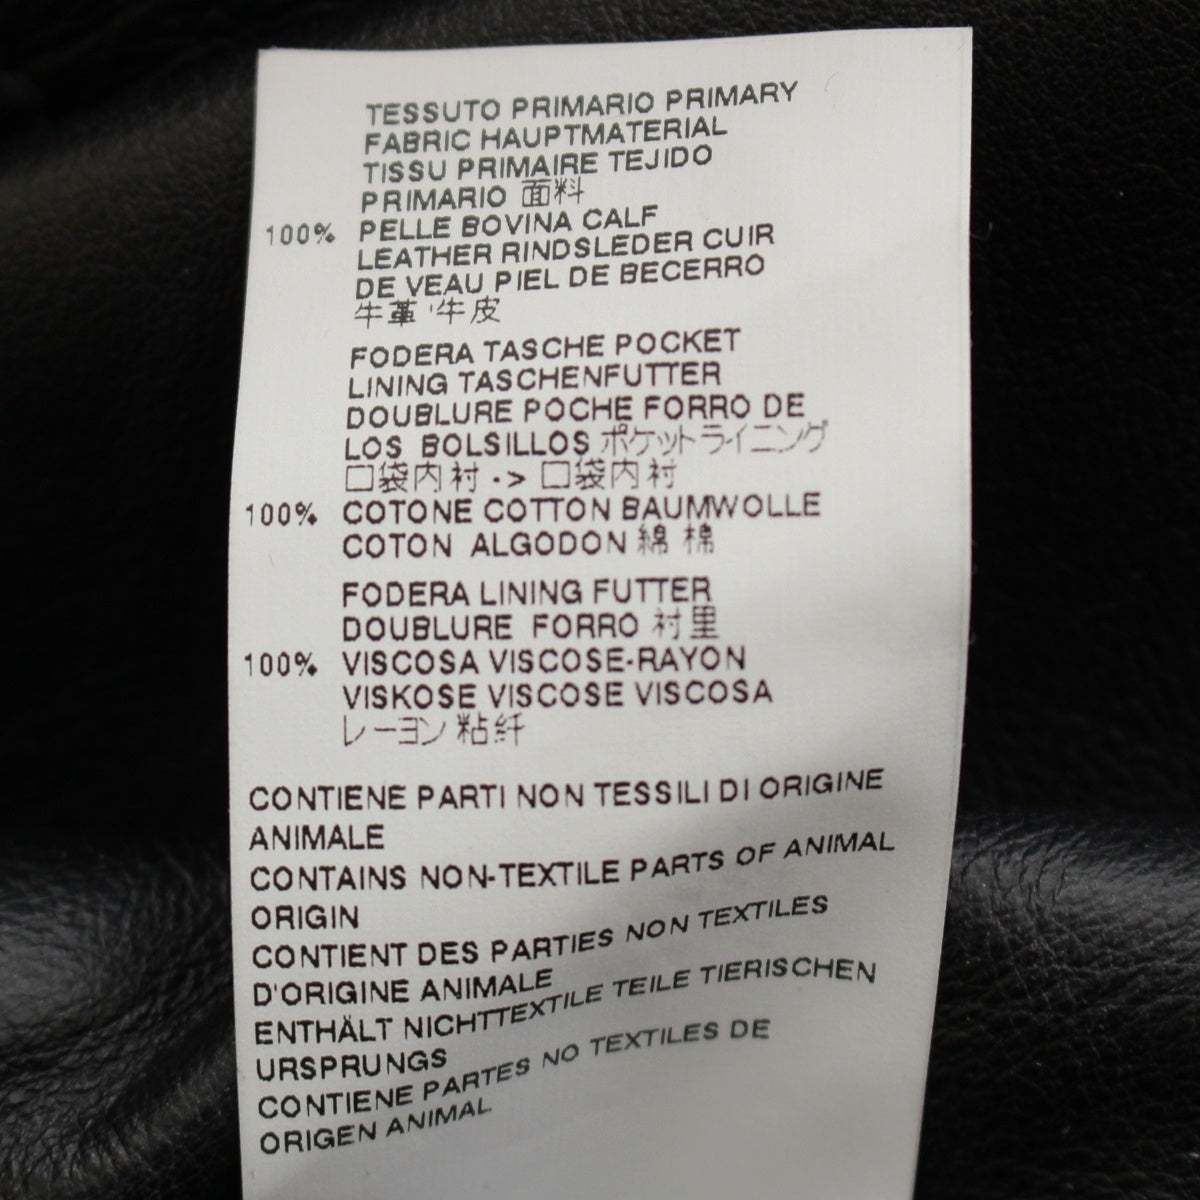 TESSUTO PRIMARIO PRIMARY
FABRIC HAUPTMATERIAL
TISSU PRIMAIRE TEJIDO
PRIMARIO 面料
100% PELLE BOVINA CALF
LEATHER RINDSLEDER CUIR
DE VEAU PIEL DE BECERRO
牛革 '牛皮
FODERA TASCHE POCKET
LINING TASCHENFUTTER
DOUBLURE POCHE FORRO DE
LOS BOLSILLOS ポケットライニング
口袋内衬 -> 口袋内衬
100% COTONE COTTON BAUMWOLLE
COTON ALGODON 綿 棉
FODERA LINING FUTTER
DOUBLURE FORRO 衬里
100% VISCOSA VISCOSE-RAYON
VISKOSE VISCOSE VISCOSA
レーヨン 粘纤
CONTIENE PARTI NON TESSILI DI ORIGINE
ANIMALE
CONTAINS NON-TEXTILE PARTS OF ANIMAL
ORIGIN
CONTIENT DES PARTIES NON TEXTILES
D'ORIGINE ANIMALE
ENTHÄLT NICHTTEXTILE TEILE TIERISCHEN
URSPRUNGS
CONTIENE PARTES NO TEXTILES DE
ORIGEN ANIMAL